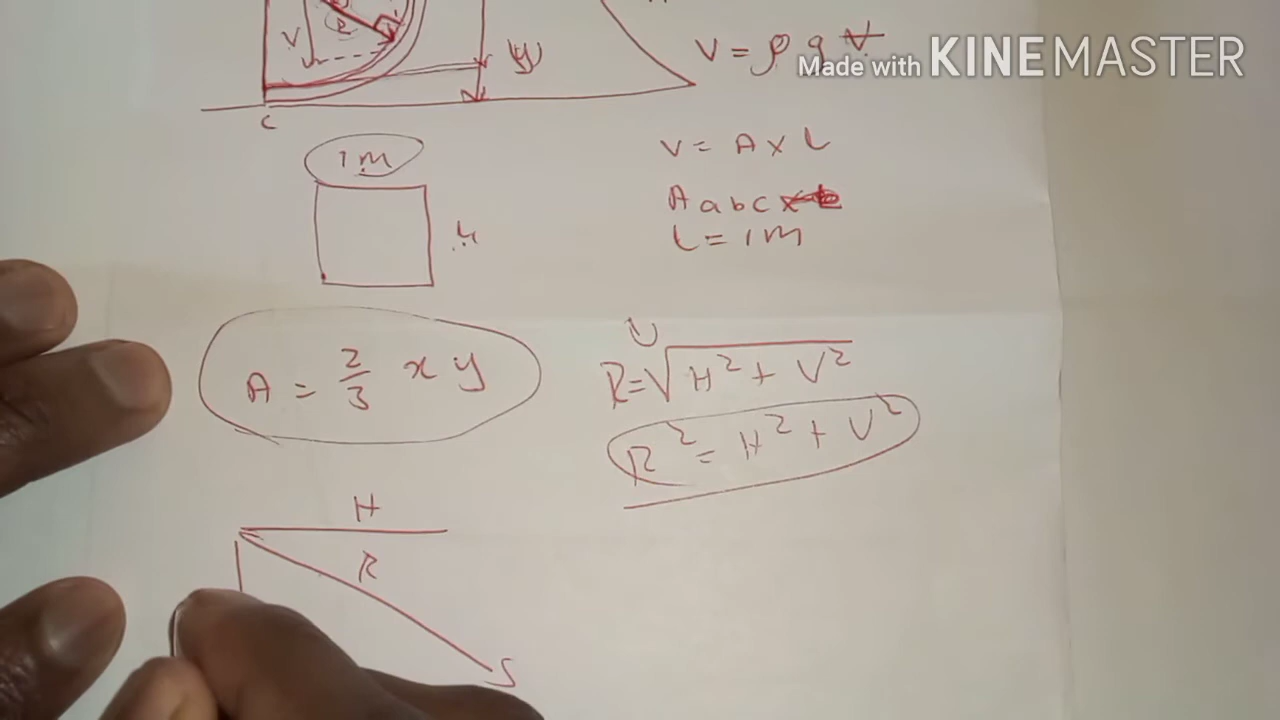 V
R
y
V = ρ g V
Made with KINEMASTER
c
1m
V = A x L
A abc
L = 1m
h
A = 2/3 x y
R = √H² + V²
R² = H² + V²
H
R